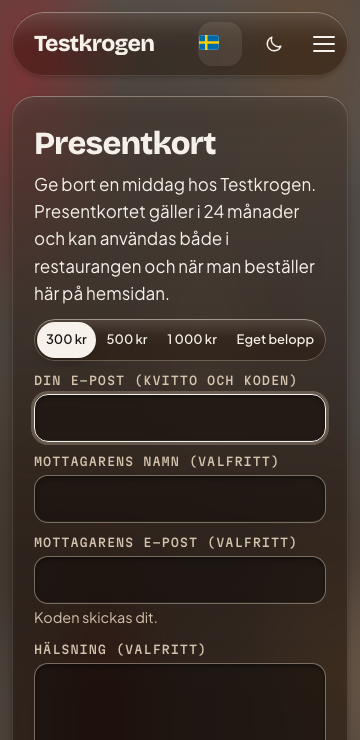 Testkrogen
Presentkort
Ge bort en middag hos Testkrogen.
Presentkortet gäller i 24 månader
och kan användas både i
restaurangen och när man beställer
här på hemsidan.
300 kr 500 kr 1 000 kr Eget belopp
DIN E-POST (KVITTO OCH KODEN)
MOTTAGARENS NAMN (VALFRITT)
MOTTAGARENS E-POST (VALFRITT)
Koden skickas dit.
HÄLSNING (VALFRITT)